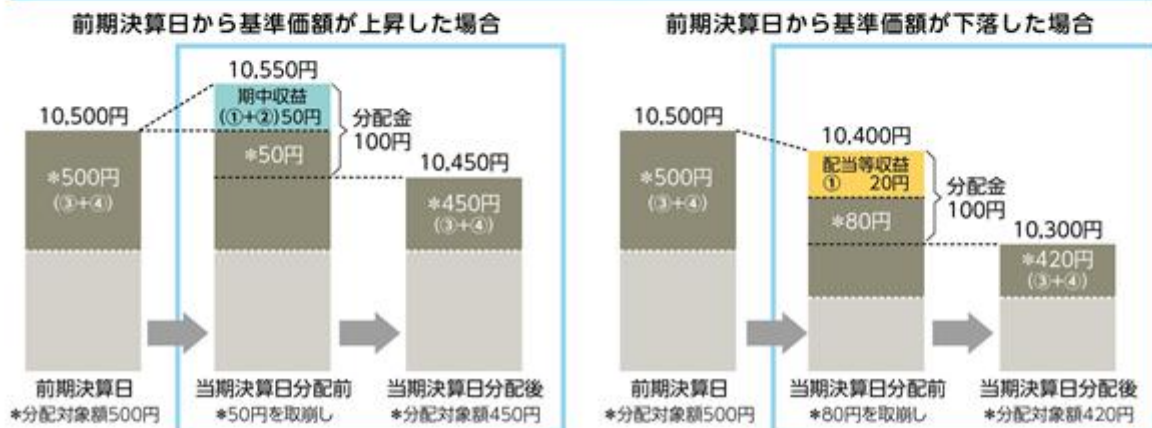 前期決算日から基準価額が上昇した場合
10,500円
*500円
(③+④)
前期決算日
*分配対象額500円
10,550円
期中収益
(①+②)50円
*50円
分配金
100円
当期決算日分配前
*50円を取崩し
10,450円
*450円
(③+④)
当期決算日分配後
*分配対象額450円
前期決算日から基準価額が下落した場合
10,500円
*500円
(③+④)
前期決算日
*分配対象額500円
10,400円
配当等収益
① 20円
*80円
分配金
100円
当期決算日分配前
*80円を取崩し
10,300円
*420円
(③+④)
当期決算日分配後
*分配対象額420円